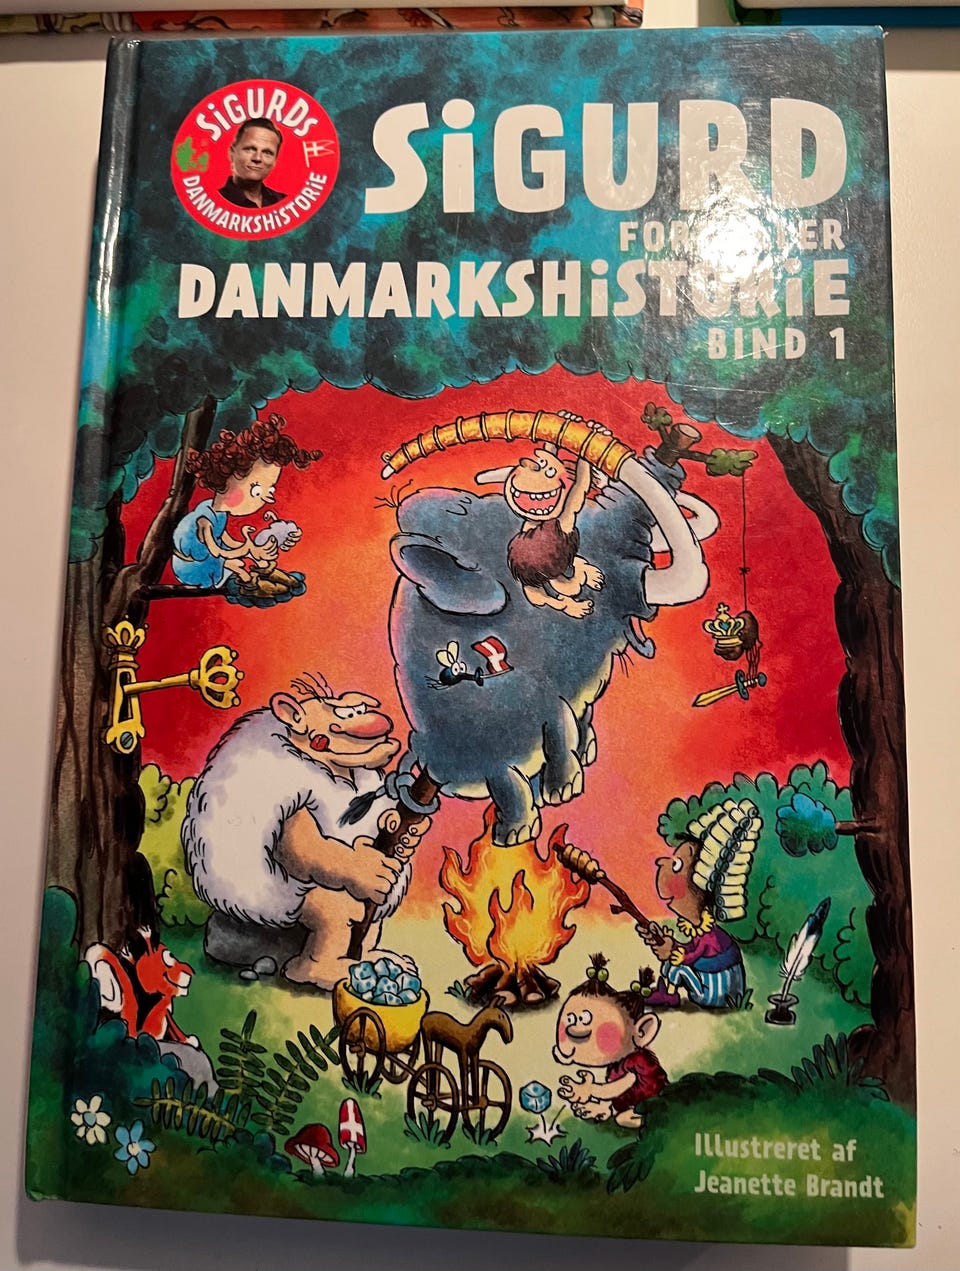 SiGURDS
DANMARKSHiSTORiE
SiGURD
DANMARKSHiSTORiE
BIND 1
Illustreret af
Jeanette Brandt